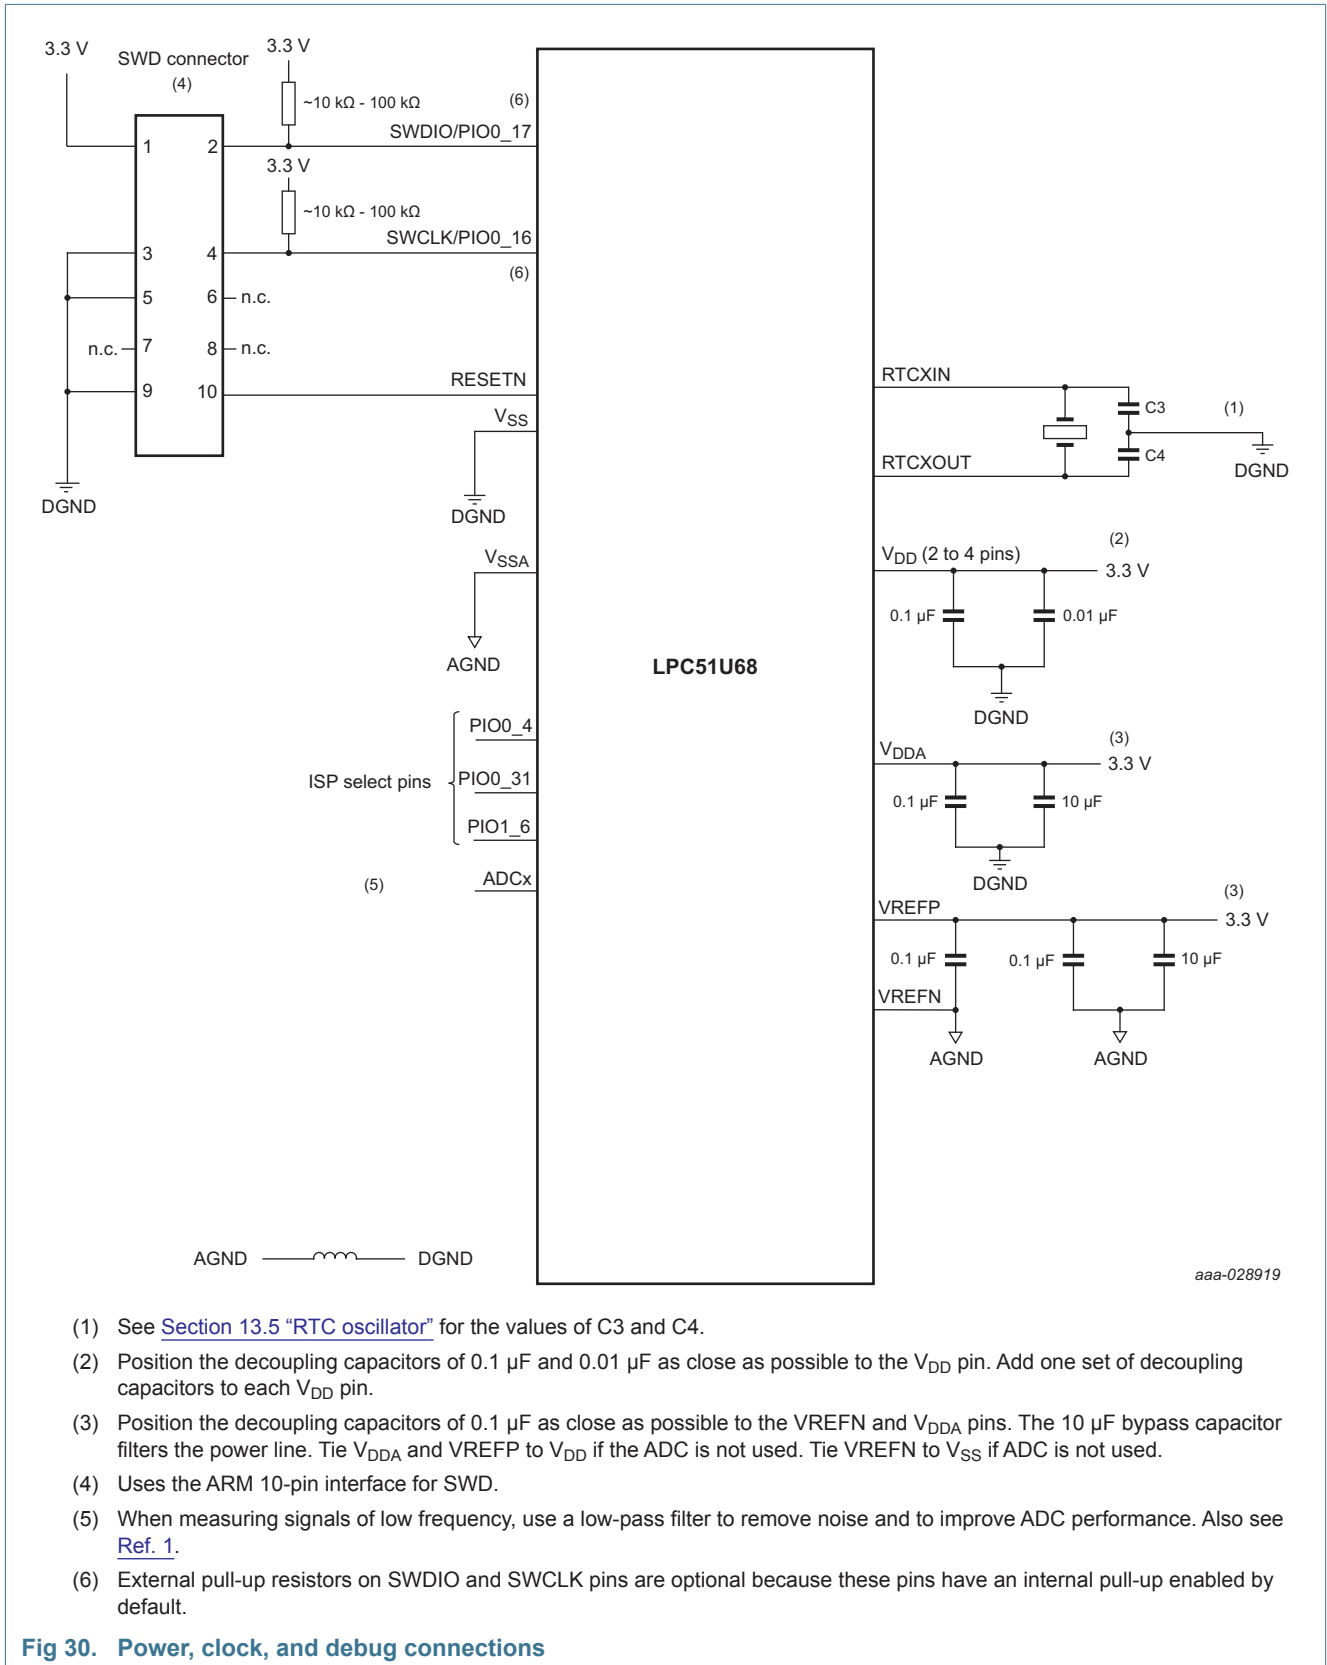 3.3 V
SWD connector
(4)
3.3 V
~10 kΩ - 100 kΩ
(6)
SWDIO/PIO0_17
1
2
3.3 V
~10 kΩ - 100 kΩ
SWCLK/PIO0_16
3
4
(6)
5
6
n.c.
n.c.
7
8
n.c.
9
10
RESETN
VSS
DGND
DGND
VSSA
AGND
LPC51U68
ISP select pins
PIO0_4
PIO0_31
PIO1_6
(5)
ADCx
RTCXIN
C3
(1)
RTCXOUT
C4
DGND
VDD (2 to 4 pins)
(2)
3.3 V
0.1 µF
0.01 µF
DGND
VDDA
(3)
3.3 V
0.1 µF
10 µF
DGND
VREFP
(3)
3.3 V
0.1 µF
0.1 µF
10 µF
VREFN
AGND
AGND
AGND
DGND
aaa-028919
(1) See Section 13.5 “RTC oscillator” for the values of C3 and C4.
(2) Position the decoupling capacitors of 0.1 µF and 0.01 µF as close as possible to the VDD pin. Add one set of decoupling
capacitors to each VDD pin.
(3) Position the decoupling capacitors of 0.1 µF as close as possible to the VREFN and VDDA pins. The 10 µF bypass capacitor
filters the power line. Tie VDDA and VREFP to VDD if the ADC is not used. Tie VREFN to VSS if ADC is not used.
(4) Uses the ARM 10-pin interface for SWD.
(5) When measuring signals of low frequency, use a low-pass filter to remove noise and to improve ADC performance. Also see
Ref. 1.
(6) External pull-up resistors on SWDIO and SWCLK pins are optional because these pins have an internal pull-up enabled by
default.
Fig 30. Power, clock, and debug connections